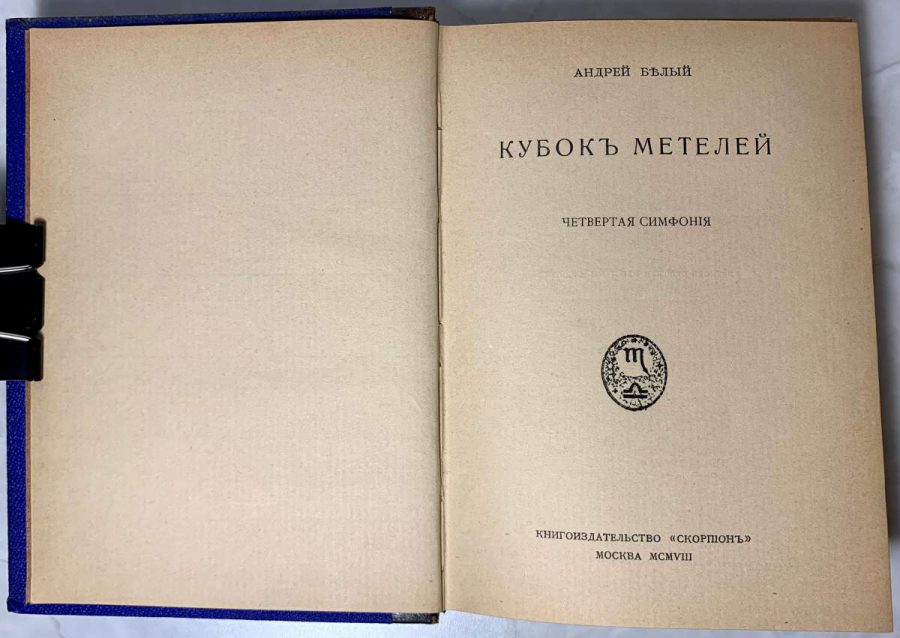 АНДРЕЙ БѢЛЫЙ
КУБОКЪ МЕТЕЛЕЙ
ЧЕТВЕРТАЯ СИМФОНІЯ
КНИГОИЗДАТЕЛЬСТВО «СКОРПІОНЪ»
МОСКВА MCMVIII